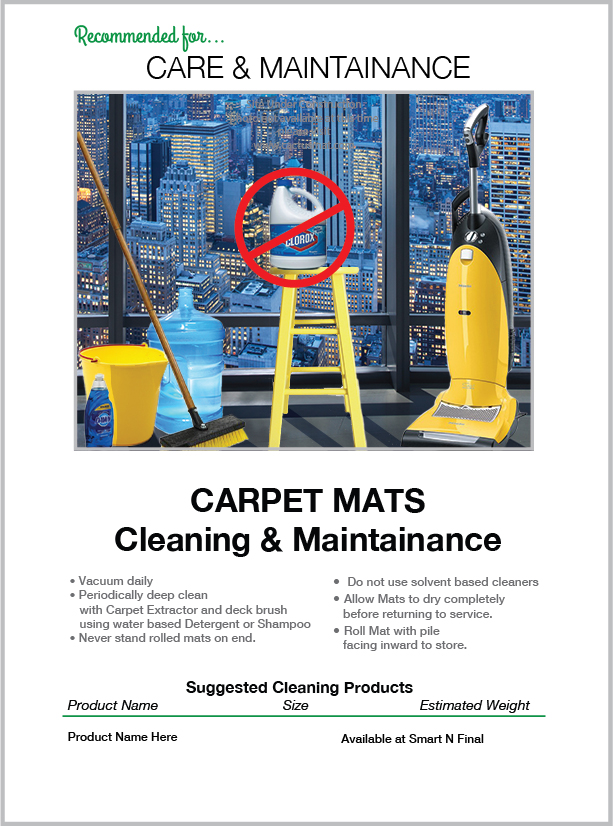 Recommended for...
CARE & MAINTAINANCE
CLOROX
CARPET MATS
Cleaning & Maintainance
• Vacuum daily
• Periodically deep clean
with Carpet Extractor and deck brush
using water based Detergent or Shampoo
• Never stand rolled mats on end.
• Do not use solvent based cleaners
• Allow Mats to dry completely
before returning to service.
• Roll Mat with pile
facing inward to store.
Suggested Cleaning Products
Product Name Size Estimated Weight
Product Name Here Available at Smart N Final